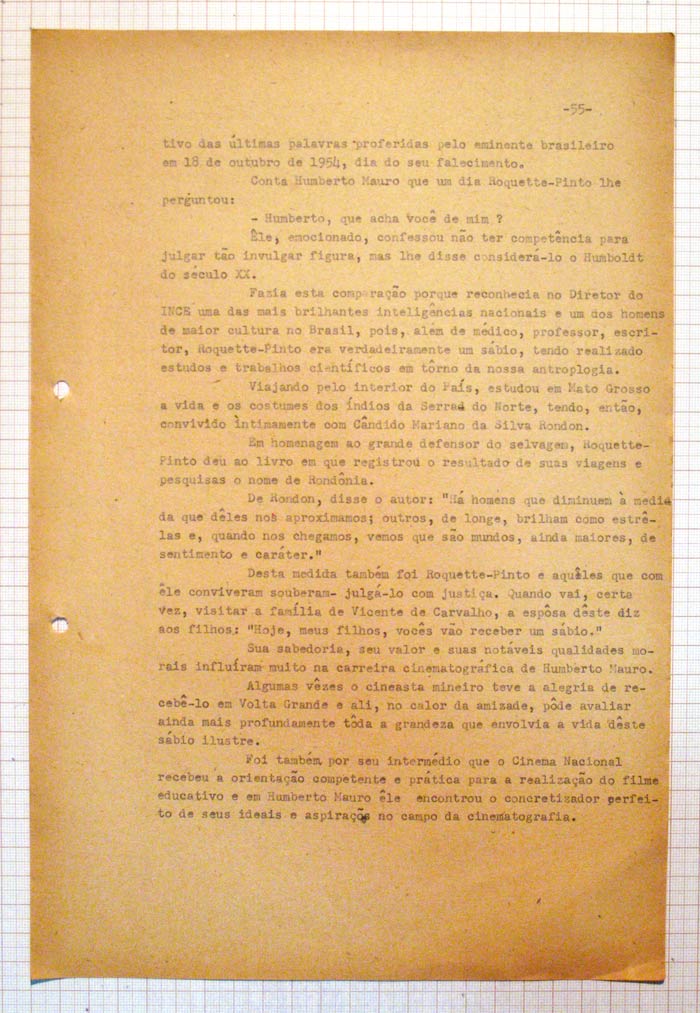 -55-
tivo das últimas palavras proferidas pelo eminente brasileiro
em 18 de outubro de 1954, dia do seu falecimento.
Conta Humberto Mauro que um dia Roquette-Pinto lhe
perguntou:
- Humberto, que acha você de mim ?
Êle, emocionado, confessou não ter competência para
julgar tão invulgar figura, mas lhe disse considerá-lo o Humboldt
do século XX.
Fazia esta comparação porque reconhecia no Diretor do
INCE uma das mais brilhantes inteligências nacionais e um dos homens
de maior cultura no Brasil, pois, além de médico, professor, escri-
tor, Roquette-Pinto era verdadeiramente um sábio, tendo realizado
estudos e trabalhos científicos em tôrno da nossa antroplogia.
Viajando pelo interior do País, estudou em Mato Grosso
a vida e os costumes dos índios da Serra do Norte, tendo, então,
convivido intimamente com Cândido Mariano da Silva Rondon.
Em homenagem ao grande defensor do selvagem, Roquette-
Pinto deu ao livro em que registrou o resultado de suas viagens e
pesquisas o nome de Rondônia.
De Rondon, disse o autor: "Há homens que diminuem à medi
da que dêles nos aproximamos; outros, de longe, brilham como estrê-
las e, quando nos chegamos, vemos que são mundos, ainda maiores, de
sentimento e caráter."
Desta medida também foi Roquette-Pinto e aquêles que com
êle conviveram souberam- julgá-lo com justiça. Quando vai, certa
vez, visitar a família de Vicente de Carvalho, a espôsa dêste diz
aos filhos: "Hoje, meus filhos, vocês vão receber um sábio."
Sua sabedoria, seu valor e suas notáveis qualidades mo-
rais influíram muito na carreira cinematográfica de Humberto Mauro.
Algumas vêzes o cineasta mineiro teve a alegria de re-
cebê-lo em Volta Grande e ali, no calor da amizade, pôde avaliar
ainda mais profundamente tôda a grandeza que envolvia a vida dêste
sábio ilustre.
Foi também por seu intermédio que o Cinema Nacional
recebeu a orientação competente e prática para a realização do filme
educativo e em Humberto Mauro êle encontrou o concretizador perfei-
to de seus ideais e aspiraçõs no campo da cinematografia.